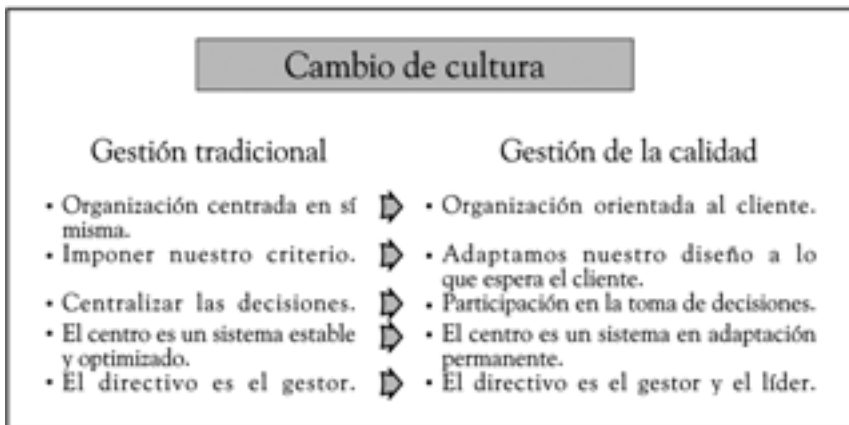 Cambio de cultura
Gestión tradicional
• Organización centrada en sí
misma.
• Imponer nuestro criterio.
• Centralizar las decisiones.
• El centro es un sistema estable
y optimizado.
• El directivo es el gestor.
Gestión de la calidad
• Organización orientada al cliente.
• Adaptamos nuestro diseño a lo
que espera el cliente.
• Participación en la toma de decisiones.
• El centro es un sistema en adaptación
permanente.
• El directivo es el gestor y el líder.